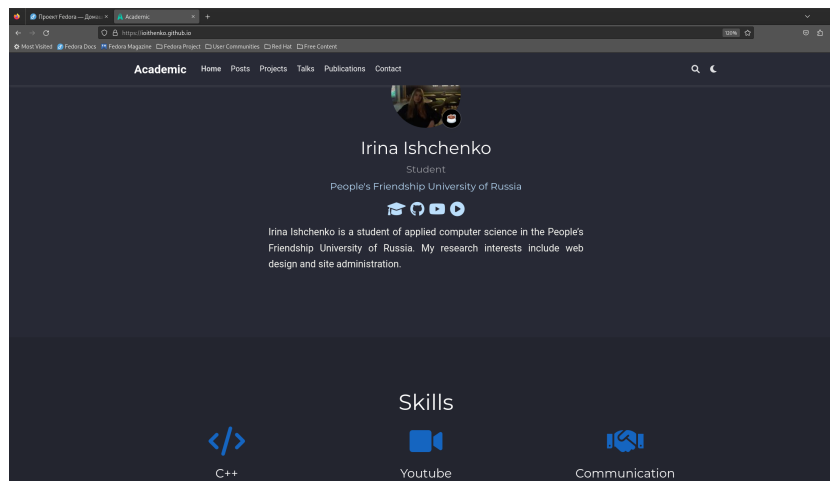 Проект Fedora — Дома
Academic
https://ioithenko.github.io
120%
Most Visited Fedora Docs Fedora Magazine Fedora Project User Communities Red Hat Free Content
Academic Home Posts Projects Talks Publications Contact
Irina Ishchenko
Student
People's Friendship University of Russia
Irina Ishchenko is a student of applied computer science in the People's
Friendship University of Russia. My research interests include web
design and site administration.
Skills
C++ Youtube Communication